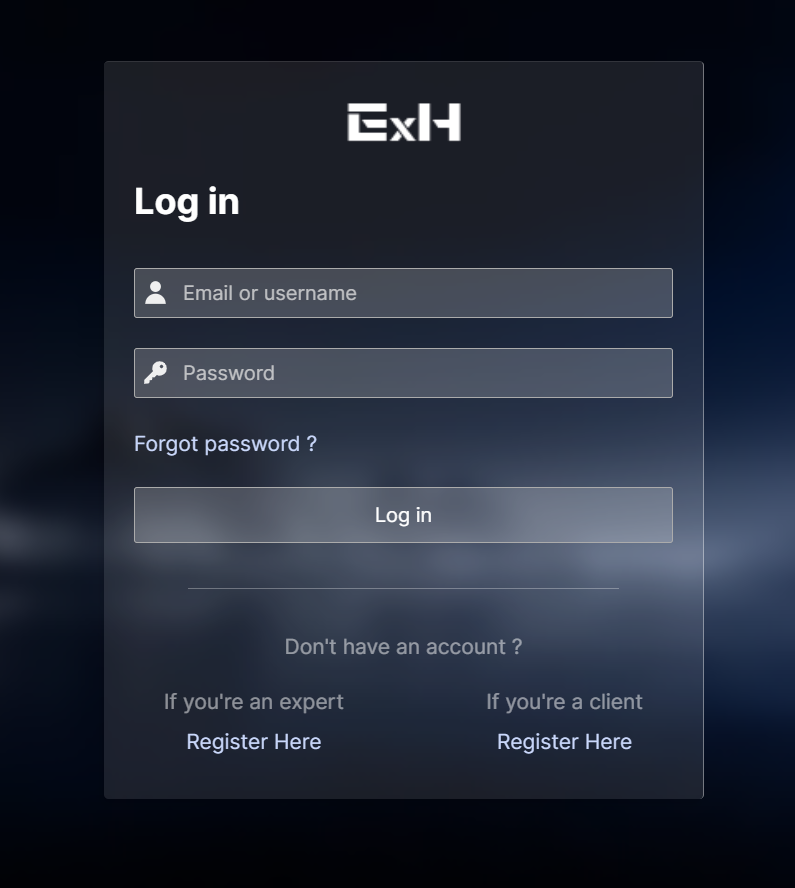 ExH
Log in
Email or username
Password
Forgot password ?
Log in
Don't have an account ?
If you're an expert
If you're a client
Register Here
Register Here